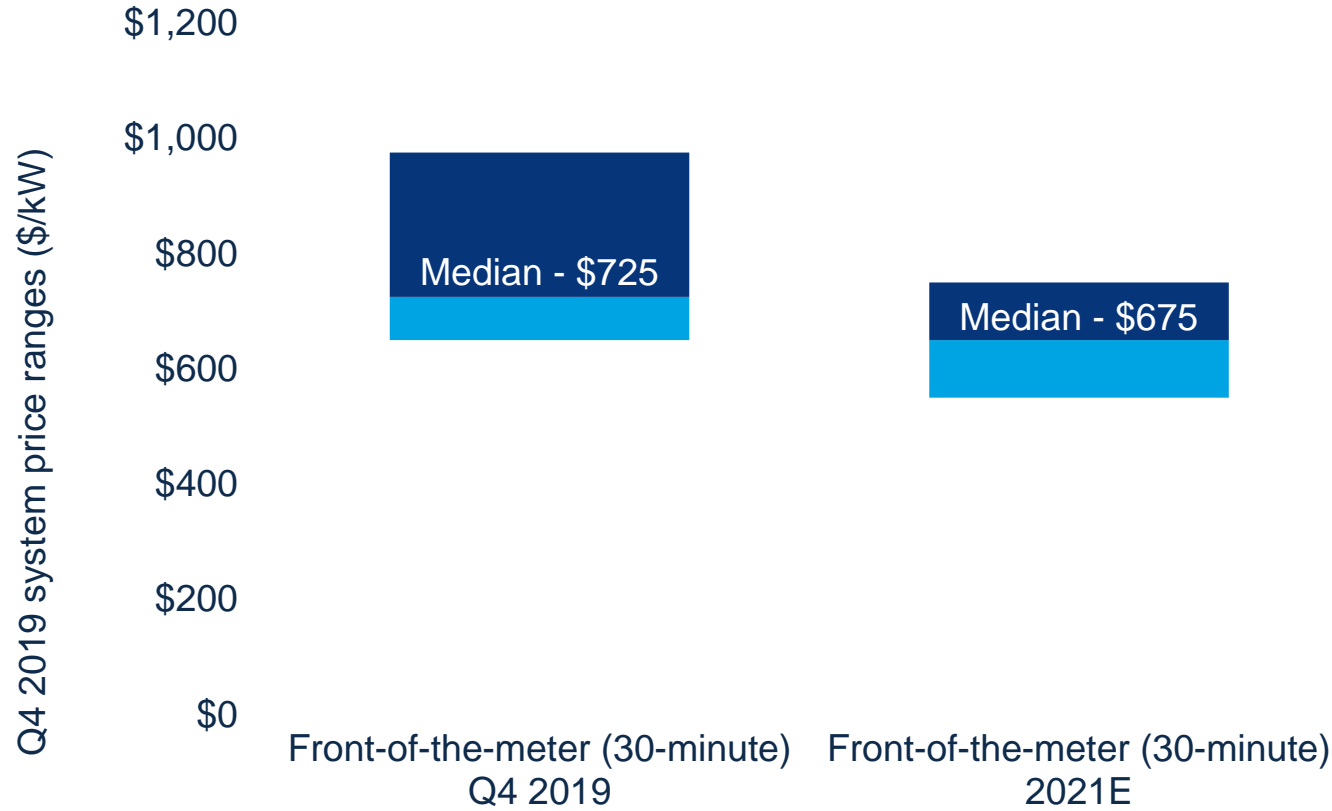 Q4 2019 system price ranges ($/kW)
$1,200
$1,000
$800
$600
$400
$200
$0
Median - $725
Median - $675
Front-of-the-meter (30-minute)
Q4 2019
Front-of-the-meter (30-minute)
2021E